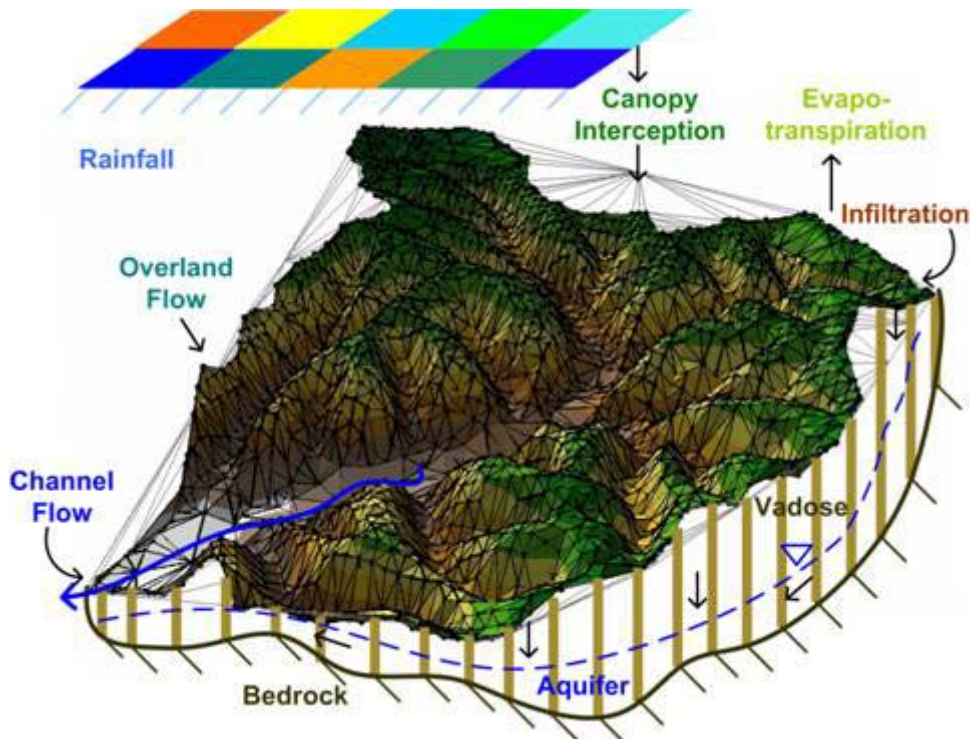 Canopy
Interception
Evapo-
transpiration
Rainfall
Infiltration
Overland
Flow
Channel
Flow
Vadose
Aquifer
Bedrock